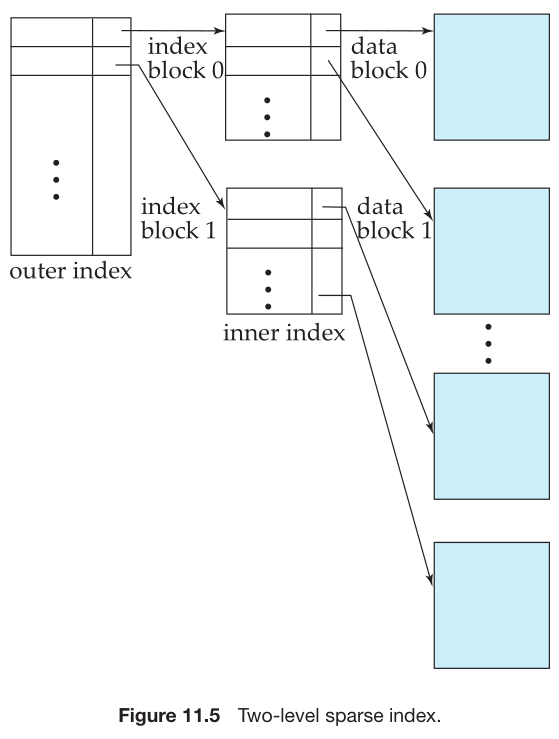 index
block 0
data
block 0
index
block 1
data
block 1
outer index
inner index
Figure 11.5 Two-level sparse index.